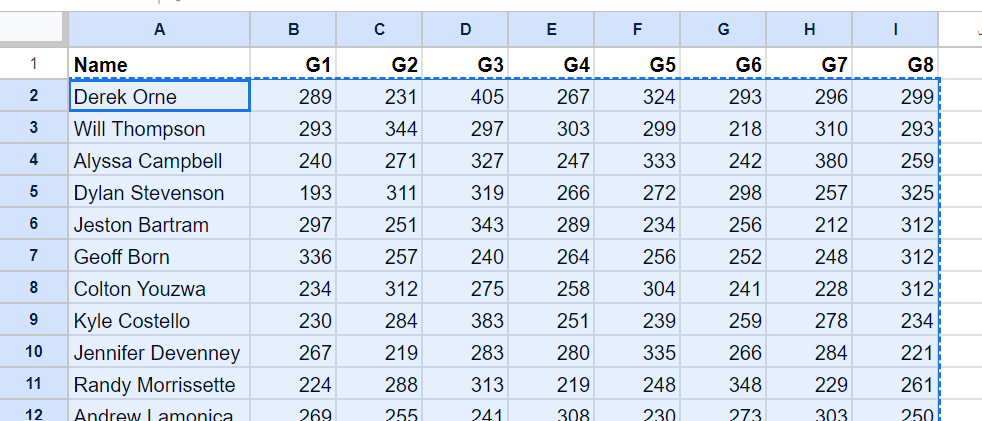 A B C D E F G H I
1 Name G1 G2 G3 G4 G5 G6 G7 G8
2 Derek Orne 289 231 405 267 324 293 296 299
3 Will Thompson 293 344 297 303 299 218 310 293
4 Alyssa Campbell 240 271 327 247 333 242 380 259
5 Dylan Stevenson 193 311 319 266 272 298 257 325
6 Jeston Bartram 297 251 343 289 234 256 212 312
7 Geoff Born 336 257 240 264 256 252 248 312
8 Colton Youzwa 234 312 275 258 304 241 228 312
9 Kyle Costello 230 284 383 251 239 259 278 234
10 Jennifer Devenney 267 219 283 280 335 266 284 221
11 Randy Morrissette 224 288 313 219 248 348 229 261
12 Andrew Lamonica 269 255 241 308 230 273 303 250